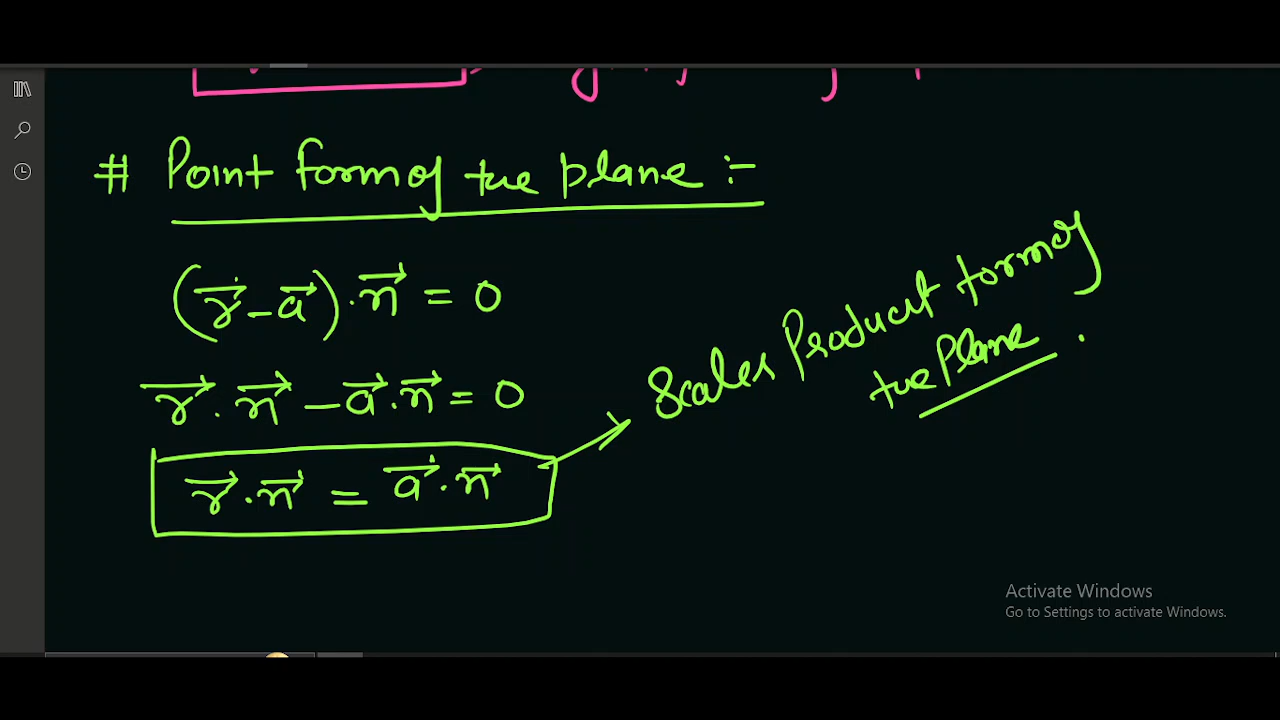 # Point form of the plane :-
(r⃗ - a⃗) . n⃗ = 0
r⃗ . n⃗ - a⃗ . n⃗ = 0
r⃗ . n⃗ = a⃗ . n⃗
Scaler Product form of
the Plane .
Activate Windows
Go to Settings to activate Windows.